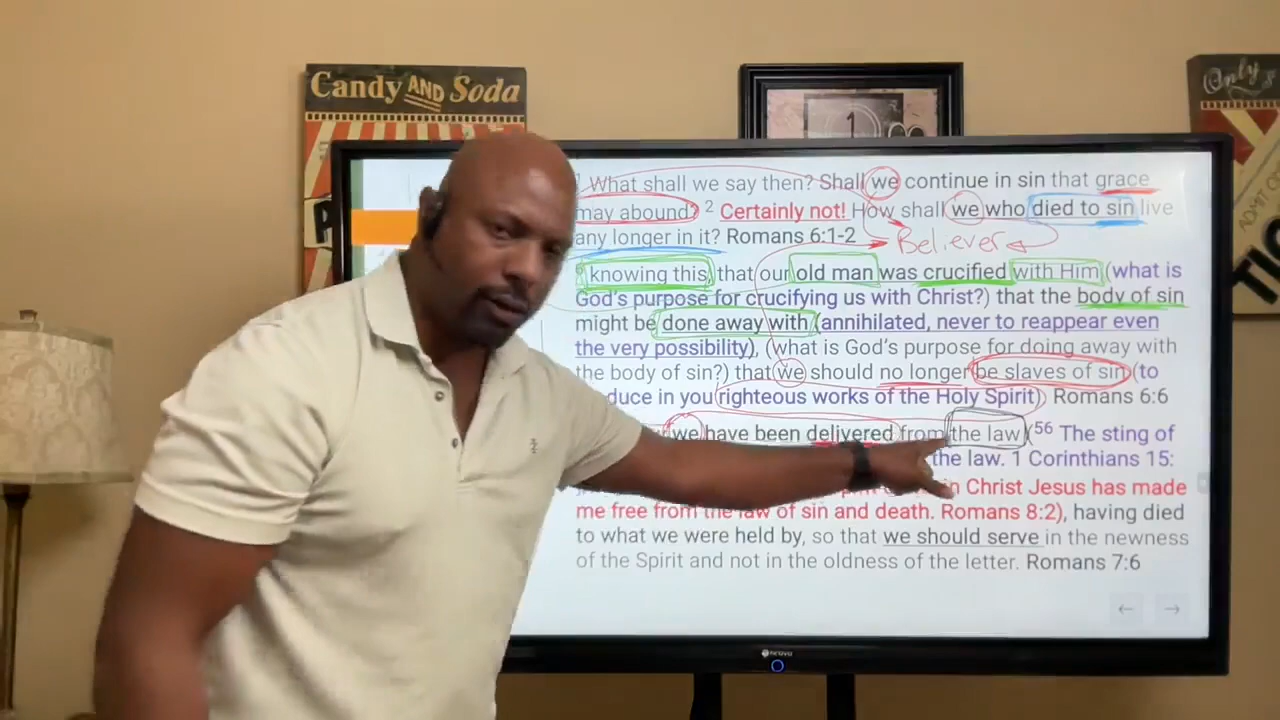 Candy AND Soda
Only
ADMIT O
TIC
1
What shall we say then? Shall we continue in sin that grace
may abound? 2 Certainly not! How shall we who died to sin live
any longer in it? Romans 6:1-2
Believer
knowing this, that our old man was crucified with Him (what is
God's purpose for crucifying us with Christ?) that the body of sin
might be done away with (annihilated, never to reappear even
the very possibility), (what is God's purpose for doing away with
the body of sin?) that we should no longer be slaves of sin (to
duce in you righteous works of the Holy Spirit) Romans 6:6
we have been delivered from the law (56 The sting of
the law. 1 Corinthians 15:
in Christ Jesus has made
me free from the law of sin and death. Romans 8:2), having died
to what we were held by, so that we should serve in the newness
of the Spirit and not in the oldness of the letter. Romans 7:6
← →